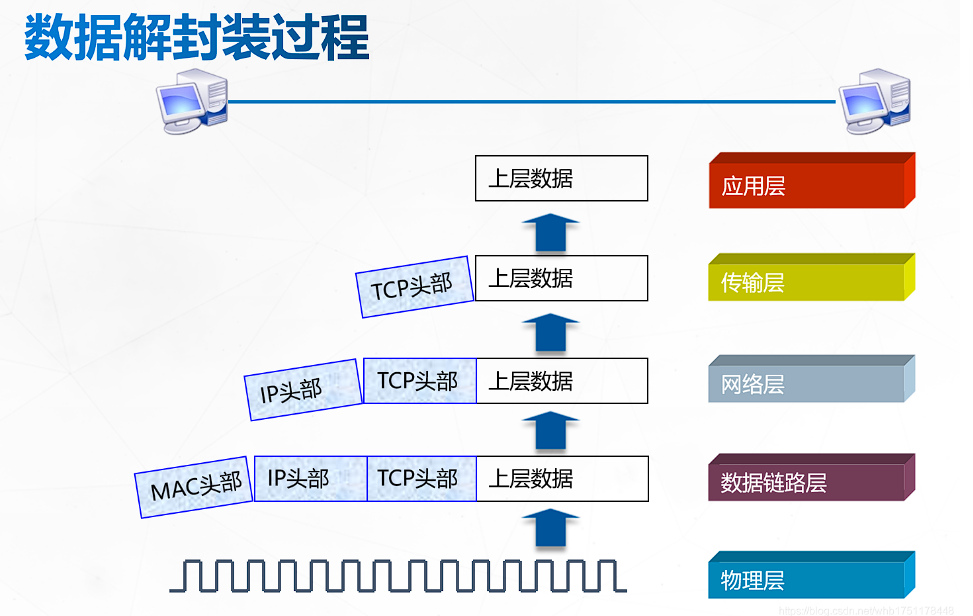 数据解封装过程
上层数据
应用层
TCP头部 上层数据
传输层
IP头部 TCP头部 上层数据
网络层
MAC头部 IP头部 TCP头部 上层数据
数据链路层
物理层
https://blog.csdn.net/whb1751178448